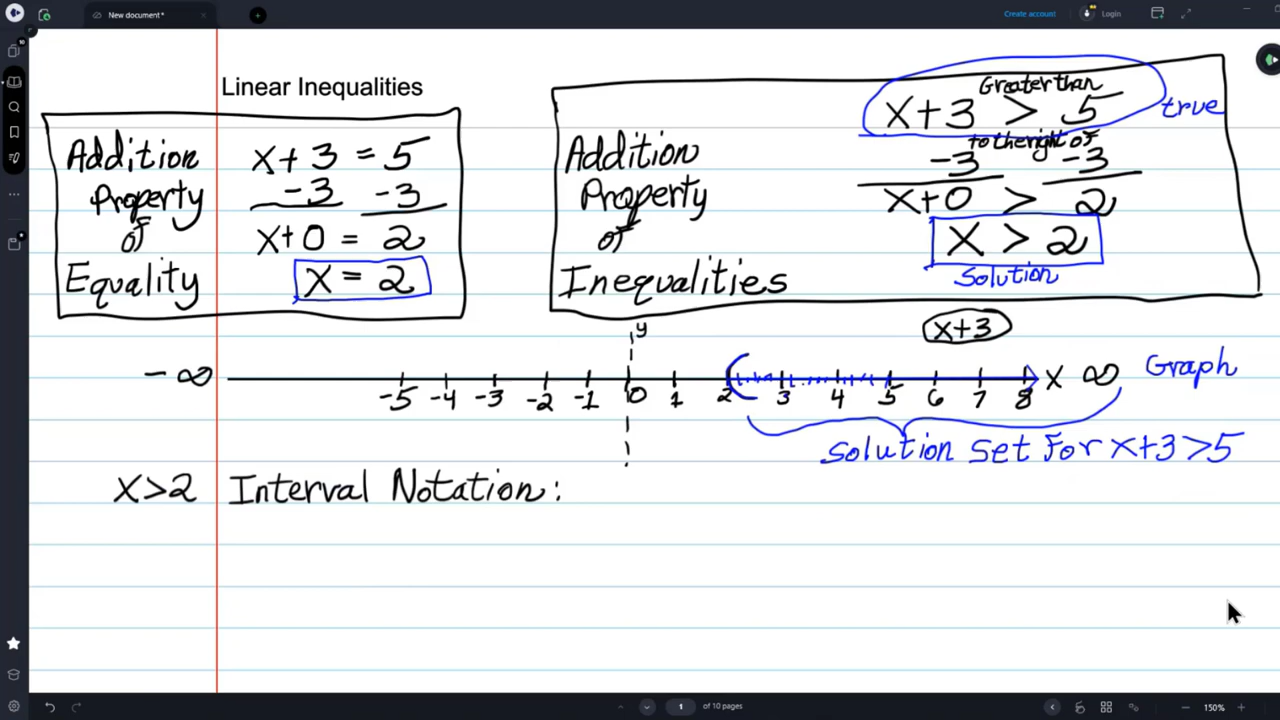 New document*
Create account
Login
Linear Inequalities
Addition
Property
of
Equality
x + 3 = 5
-3 -3
x+0 = 2
x = 2
Addition
Property
of
Inequalities
Greater than
x+3 > 5
true
to the right of
-3 -3
x+0 > 2
x > 2
Solution
x+3
y
-∞
-5 -4 -3 -2 -1 0 1 2 3 4 5 6 7 8
x ∞
Graph
solution set for x+3 >5
x>2 Interval Notation:
1 of 10 pages
150%